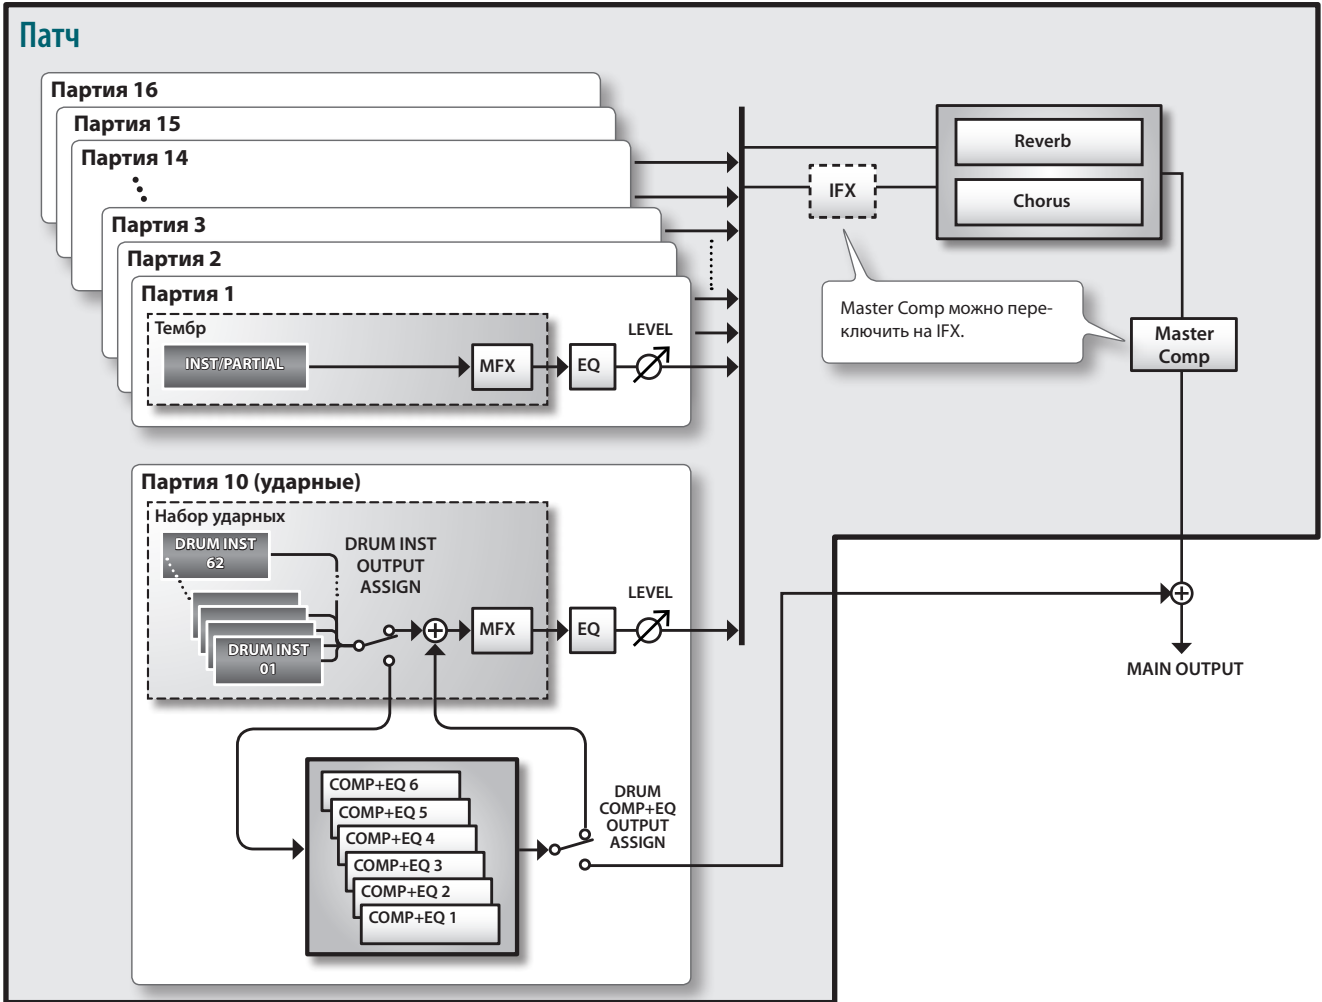 Патч
Партия 16
Партия 15
Партия 14
Партия 3
Партия 2
Партия 1
Тембр
INST/PARTIAL
MFX
EQ
LEVEL
Reverb
Chorus
IFX
Master Comp можно пере-
ключить на IFX.
Master
Comp
Партия 10 (ударные)
Набор ударных
DRUM INST
62
DRUM INST
01
DRUM INST
OUTPUT
ASSIGN
MFX
EQ
LEVEL
MAIN OUTPUT
COMP+EQ 6
COMP+EQ 5
COMP+EQ 4
COMP+EQ 3
COMP+EQ 2
COMP+EQ 1
DRUM
COMP+EQ
OUTPUT
ASSIGN